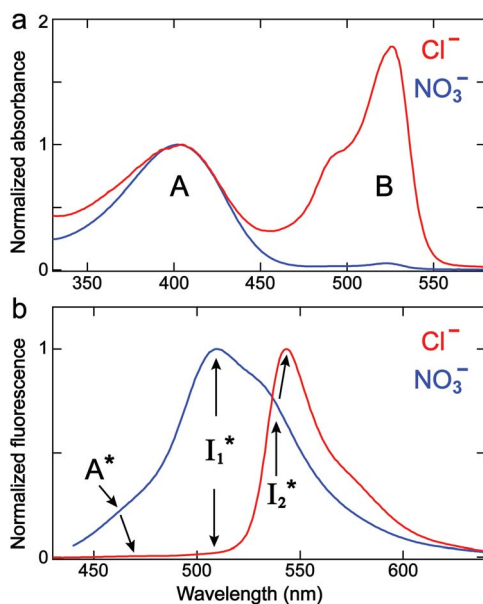 a
Normalized absorbance
2
1
0
Cl⁻
NO₃⁻
A
B
350 400 450 500 550
b
Normalized fluorescence
1
0
Cl⁻
NO₃⁻
A*
I₁*
I₂*
450 500 550 600
Wavelength (nm)